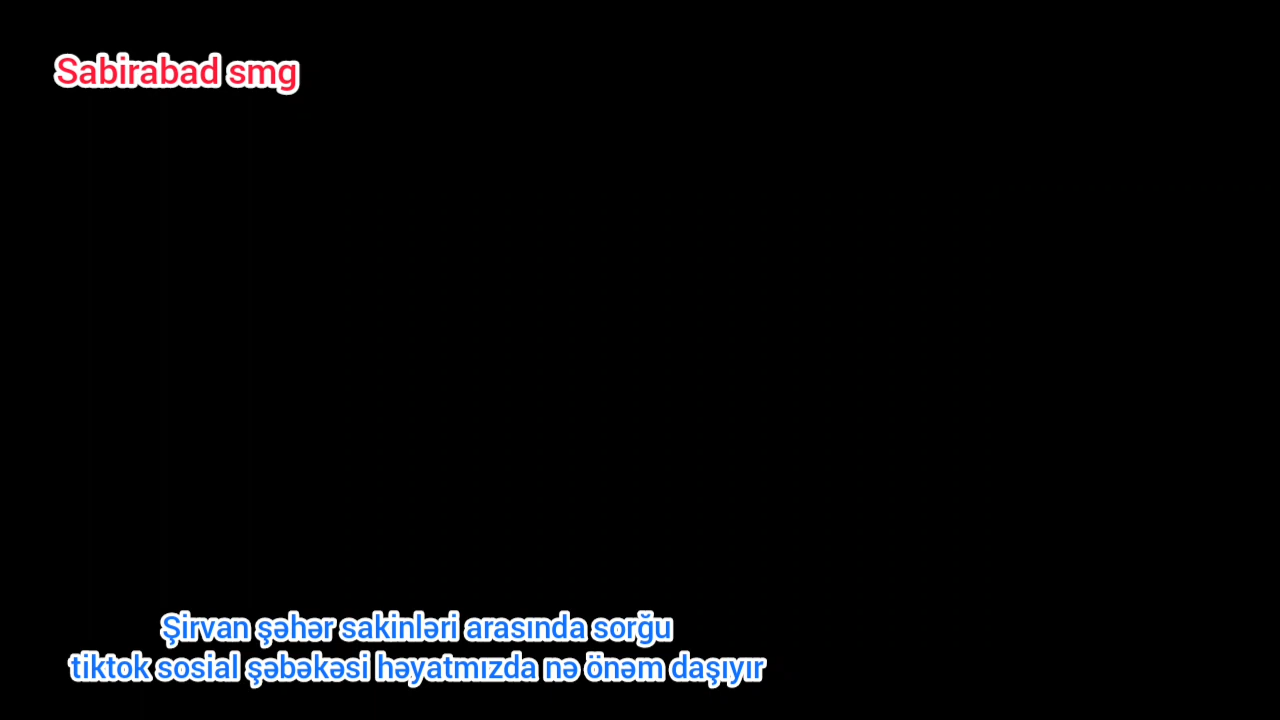 Sabirabad smg
Şirvan şəhər sakinləri arasında sorğu
tiktok sosial şəbəkəsi həyatmızda nə önəm daşıyır